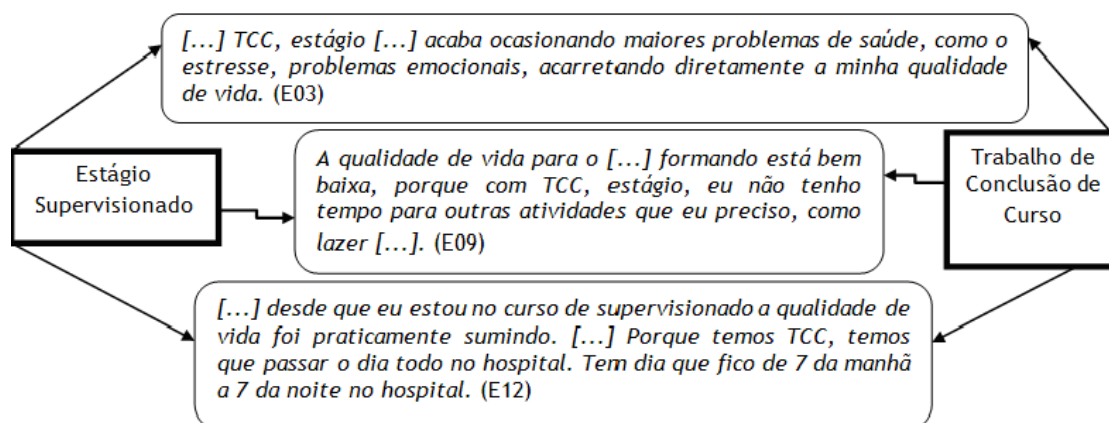 [...] TCC, estágio [...] acaba ocasionando maiores problemas de saúde, como o
estresse, problemas emocionais, acarretando diretamente a minha qualidade
de vida. (E03)
Estágio
Supervisionado
A qualidade de vida para o [...] formando está bem
baixa, porque com TCC, estágio, eu não tenho
tempo para outras atividades que eu preciso, como
lazer [...]. (E09)
Trabalho de
Conclusão de
Curso
[...] desde que eu estou no curso de supervisionado a qualidade de
vida foi praticamente sumindo. [...] Porque temos TCC, temos
que passar o dia todo no hospital. Tem dia que fico de 7 da manhã
a 7 da noite no hospital. (E12)